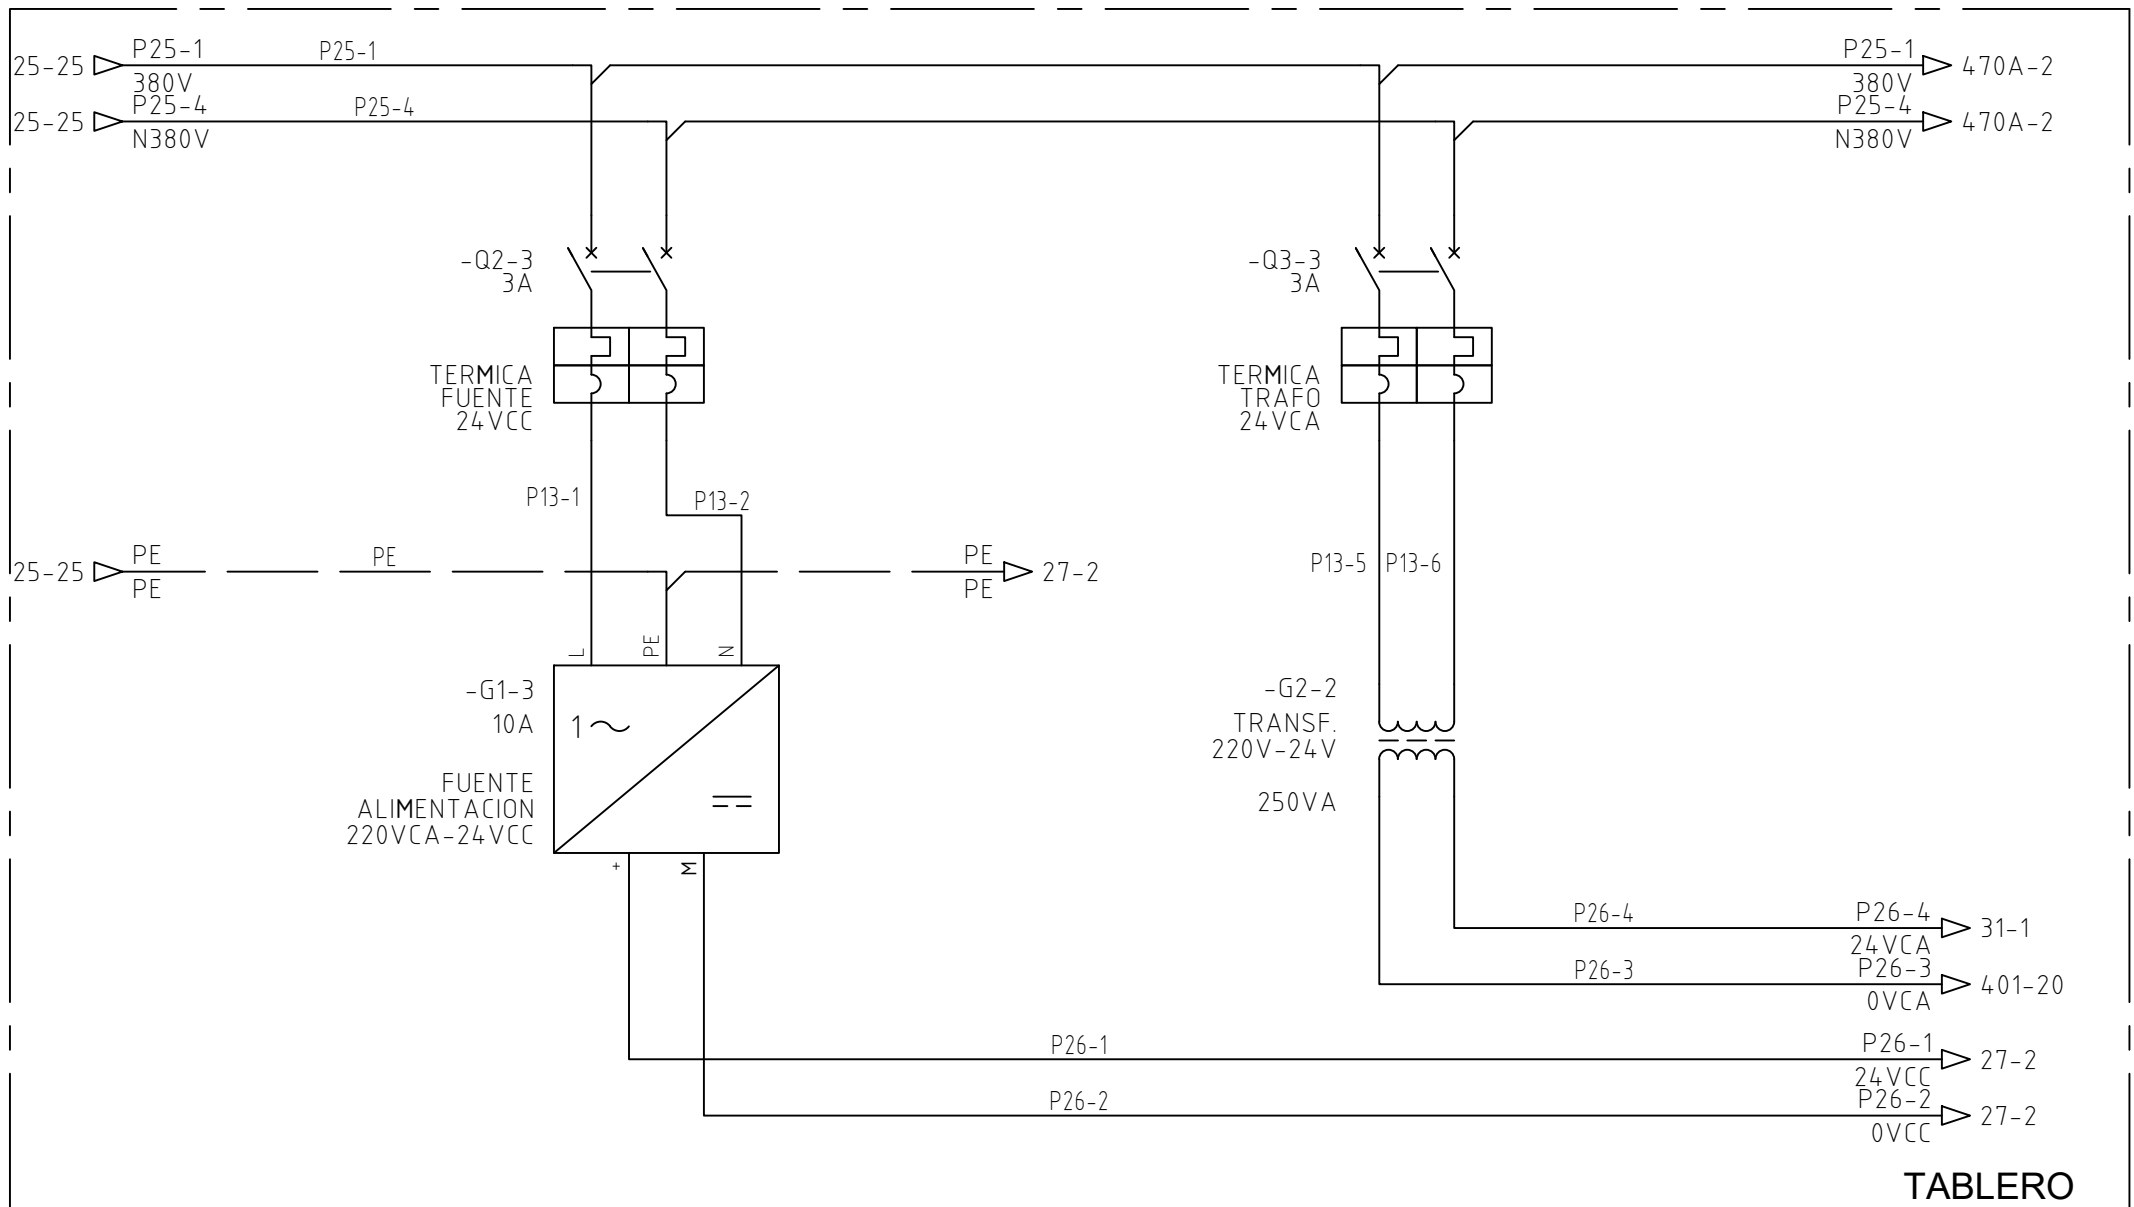 25-25 P25-1 P25-1 P25-1 470A-2
380V 380V
25-25 P25-4 P25-4 P25-4 470A-2
N380V N380V
-Q2-3
3A
TERMICA
FUENTE
24VCC
-Q3-3
3A
TERMICA
TRAFO
24VCA
P13-1 P13-2
25-25 PE PE PE 27-2
PE PE
P13-5 P13-6
L PE N
-G1-3
10A
1
FUENTE
ALIMENTACION
220VCA-24VCC
+ M
-G2-2
TRANSF.
220V-24V
250VA
P26-4 P26-4 31-1
24VCA
P26-3 P26-3 401-20
0VCA
P26-1 P26-1 27-2
24VCC
P26-2 P26-2 27-2
0VCC
TABLERO